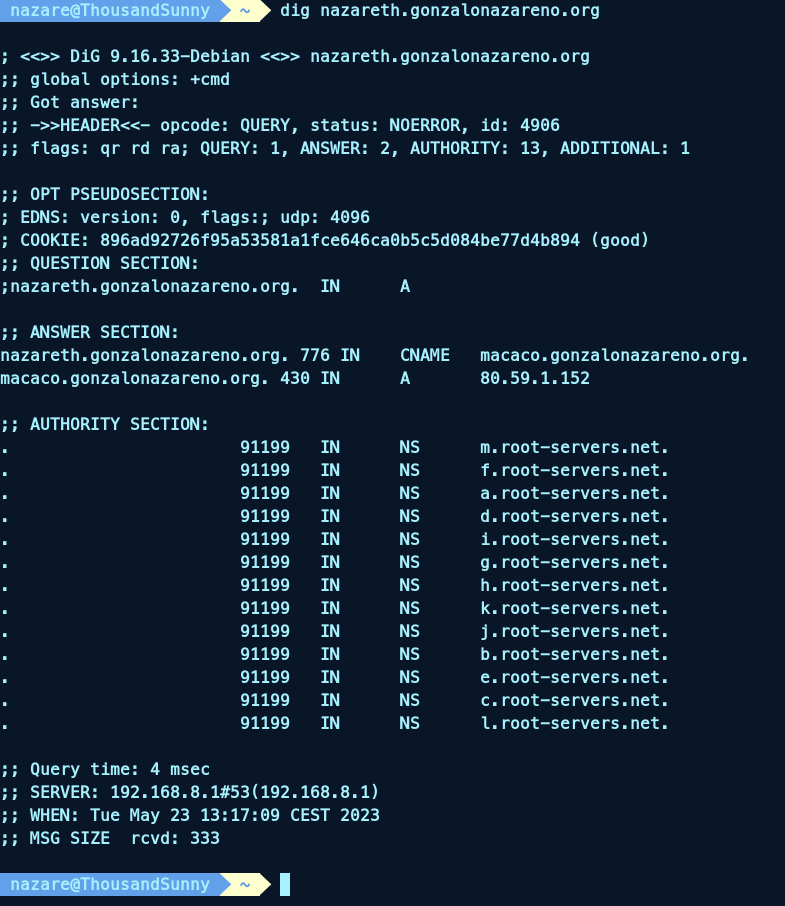 nazare@ThousandSunny ~ dig nazareth.gonzalonazareno.org
; <<>> DiG 9.16.33-Debian <<>> nazareth.gonzalonazareno.org
;; global options: +cmd
;; Got answer:
;; ->>HEADER<<- opcode: QUERY, status: NOERROR, id: 4906
;; flags: qr rd ra; QUERY: 1, ANSWER: 2, AUTHORITY: 13, ADDITIONAL: 1
;; OPT PSEUDOSECTION:
; EDNS: version: 0, flags:; udp: 4096
; COOKIE: 896ad92726f95a53581a1fce646ca0b5c5d084be77d4b894 (good)
;; QUESTION SECTION:
;nazareth.gonzalonazareno.org. IN A
;; ANSWER SECTION:
nazareth.gonzalonazareno.org. 776 IN CNAME macaco.gonzalonazareno.org.
macaco.gonzalonazareno.org. 430 IN A 80.59.1.152
;; AUTHORITY SECTION:
. 91199 IN NS m.root-servers.net.
. 91199 IN NS f.root-servers.net.
. 91199 IN NS a.root-servers.net.
. 91199 IN NS d.root-servers.net.
. 91199 IN NS i.root-servers.net.
. 91199 IN NS g.root-servers.net.
. 91199 IN NS h.root-servers.net.
. 91199 IN NS k.root-servers.net.
. 91199 IN NS j.root-servers.net.
. 91199 IN NS b.root-servers.net.
. 91199 IN NS e.root-servers.net.
. 91199 IN NS c.root-servers.net.
. 91199 IN NS l.root-servers.net.
;; Query time: 4 msec
;; SERVER: 192.168.8.1#53(192.168.8.1)
;; WHEN: Tue May 23 13:17:09 CEST 2023
;; MSG SIZE  rcvd: 333
nazare@ThousandSunny ~